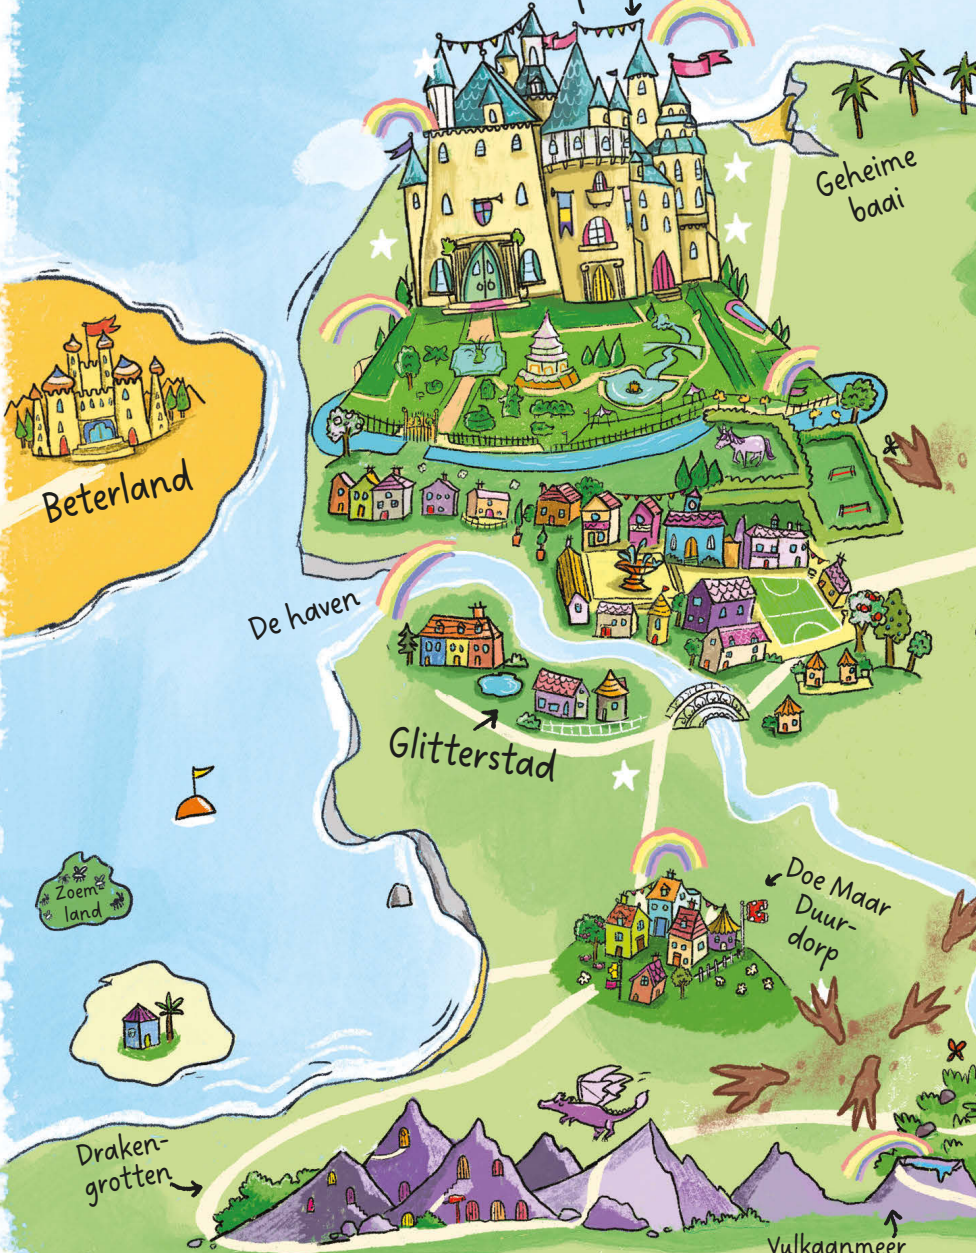 Geheime
baai
Beterland
De haven
Glitterstad
Zoem
land
Doe Maar
Duur-
dorp
Draken-
grotten
Vulkaanmeer